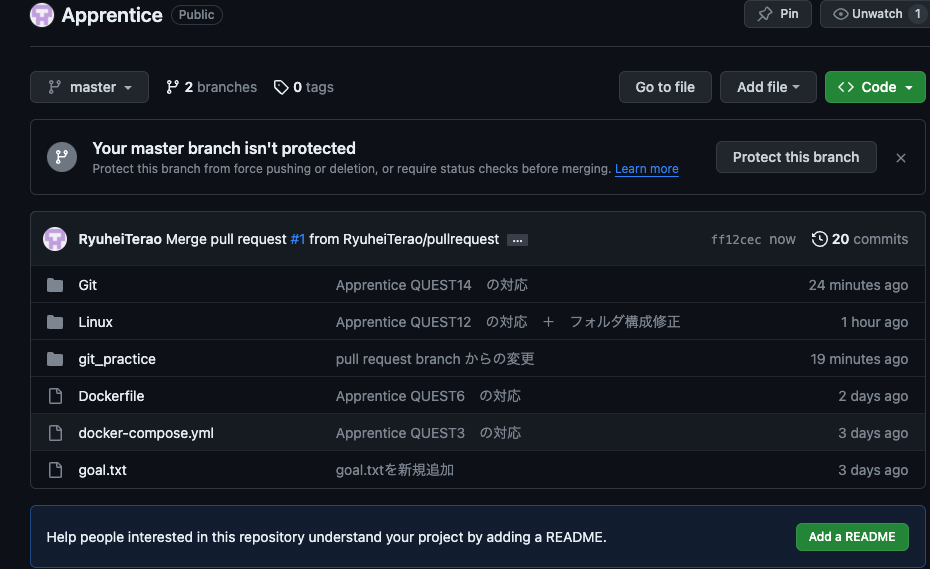 Apprentice Public Pin Unwatch 1
master 2 branches 0 tags Go to file Add file Code
Your master branch isn't protected
Protect this branch from force pushing or deletion, or require status checks before merging. Learn more
Protect this branch
RyuheiTerao Merge pull request #1 from RyuheiTerao/pullrequest ... ff12cec now 20 commits
Git Apprentice QUEST14　の対応 24 minutes ago
Linux Apprentice QUEST12　の対応　＋　フォルダ構成修正 1 hour ago
git_practice pull request branch からの変更 19 minutes ago
Dockerfile Apprentice QUEST6　の対応 2 days ago
docker-compose.yml Apprentice QUEST3　の対応 3 days ago
goal.txt goal.txtを新規追加 3 days ago
Help people interested in this repository understand your project by adding a README. Add a README